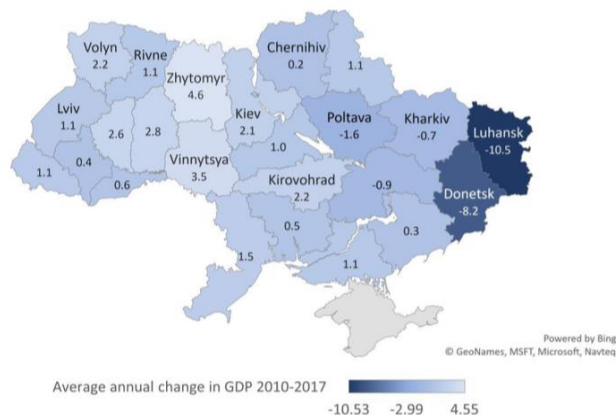 Volyn
2.2
Rivne
1.1
Zhytomyr
4.6
Chernihiv
0.2
1.1
Lviv
1.1
2.6
2.8
Kiev
2.1
Poltava
-1.6
Kharkiv
-0.7
Luhansk
-10.5
1.1
0.4
0.6
Vinnytsya
3.5
1.0
Kirovohrad
2.2
-0.9
Donetsk
-8.2
1.5
0.5
1.1
0.3
Powered by Bing
© GeoNames, MSFT, Microsoft, Navteq
Average annual change in GDP 2010-2017
-10.53 -2.99 4.55